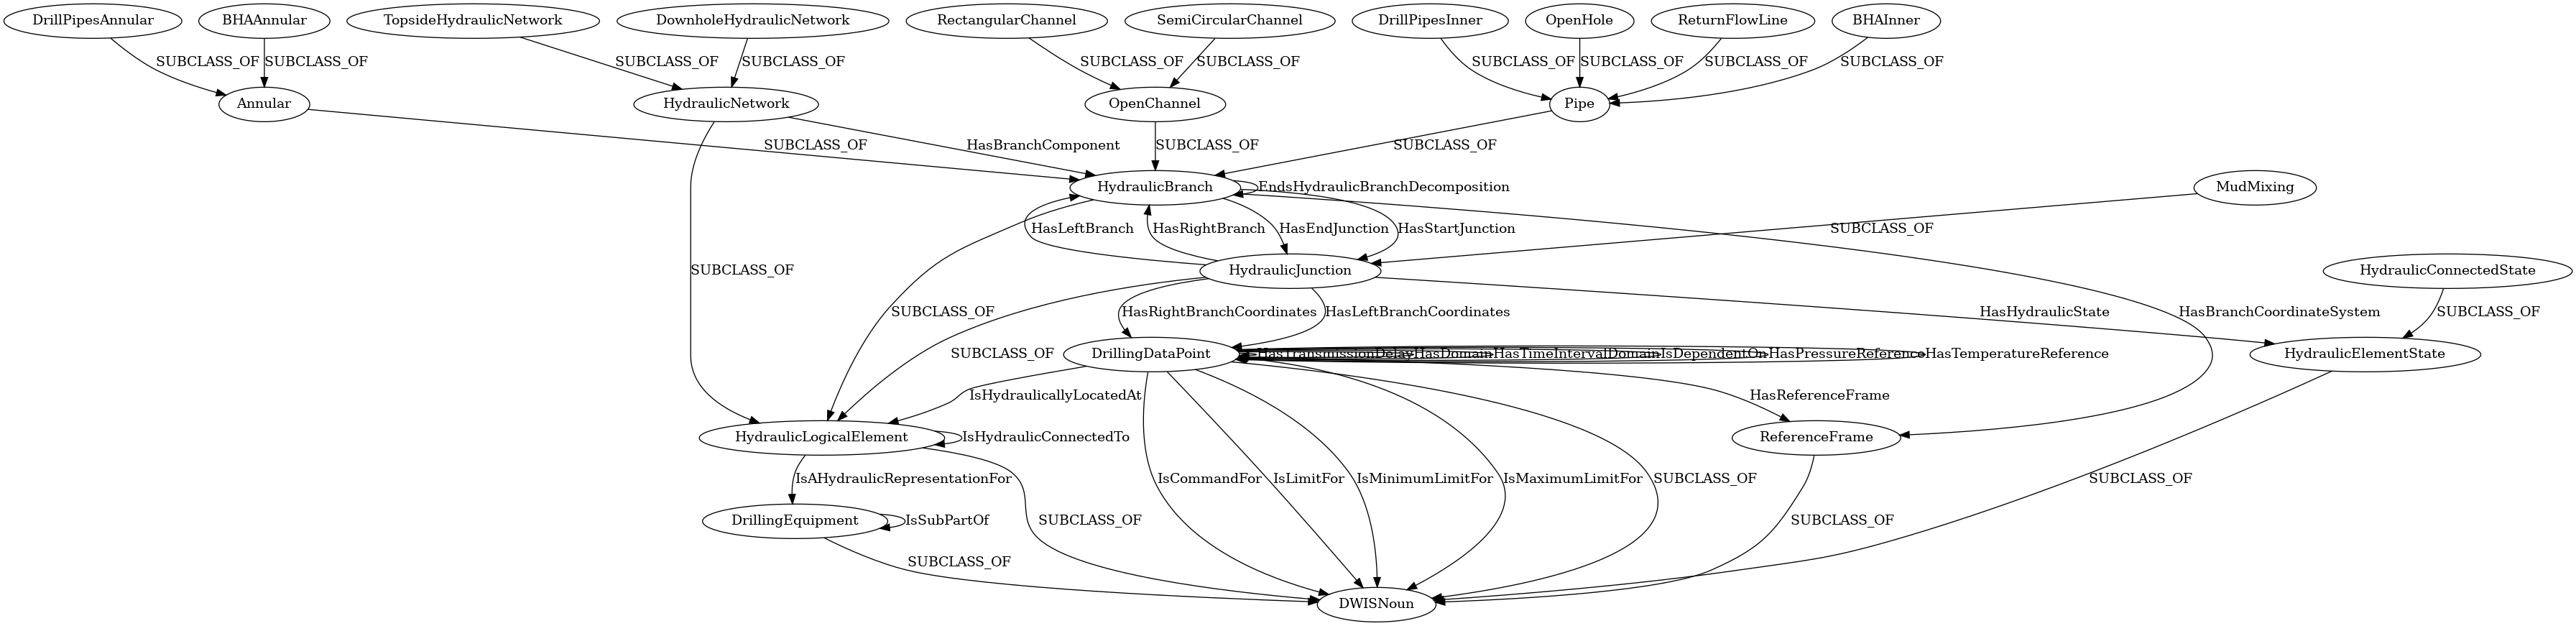 DrillPipesAnnular
BHAAnnular
TopsideHydraulicNetwork
DownholeHydraulicNetwork
RectangularChannel
SemiCircularChannel
DrillPipesInner
OpenHole
ReturnFlowLine
BHAInner
SUBCLASS_OF
SUBCLASS_OF
SUBCLASS_OF
SUBCLASS_OF
SUBCLASS_OF
SUBCLASS_OF
SUBCLASS_OF
SUBCLASS_OF
SUBCLASS_OF
SUBCLASS_OF
Annular
HydraulicNetwork
OpenChannel
Pipe
SUBCLASS_OF
HasBranchComponent
SUBCLASS_OF
SUBCLASS_OF
HydraulicBranch
EndsHydraulicBranchDecomposition
MudMixing
HasLeftBranch
HasRightBranch
HasEndJunction
HasStartJunction
SUBCLASS_OF
SUBCLASS_OF
HydraulicJunction
HydraulicConnectedState
SUBCLASS_OF
HasRightBranchCoordinates
HasLeftBranchCoordinates
HasHydraulicState
HasBranchCoordinateSystem
SUBCLASS_OF
SUBCLASS_OF
DrillingDataPoint
HasTransmissionDelay
HasDomain
HasTimeIntervalDomain
IsDependentOn
HasPressureReference
HasTemperatureReference
HydraulicElementState
IsHydraulicallyLocatedAt
HasReferenceFrame
HydraulicLogicalElement
IsHydraulicConnectedTo
ReferenceFrame
IsAHydraulicRepresentationFor
IsCommandFor
IsLimitFor
IsMinimumLimitFor
IsMaximumLimitFor
SUBCLASS_OF
SUBCLASS_OF
DrillingEquipment
IsSubPartOf
SUBCLASS_OF
SUBCLASS_OF
SUBCLASS_OF
DWISNoun